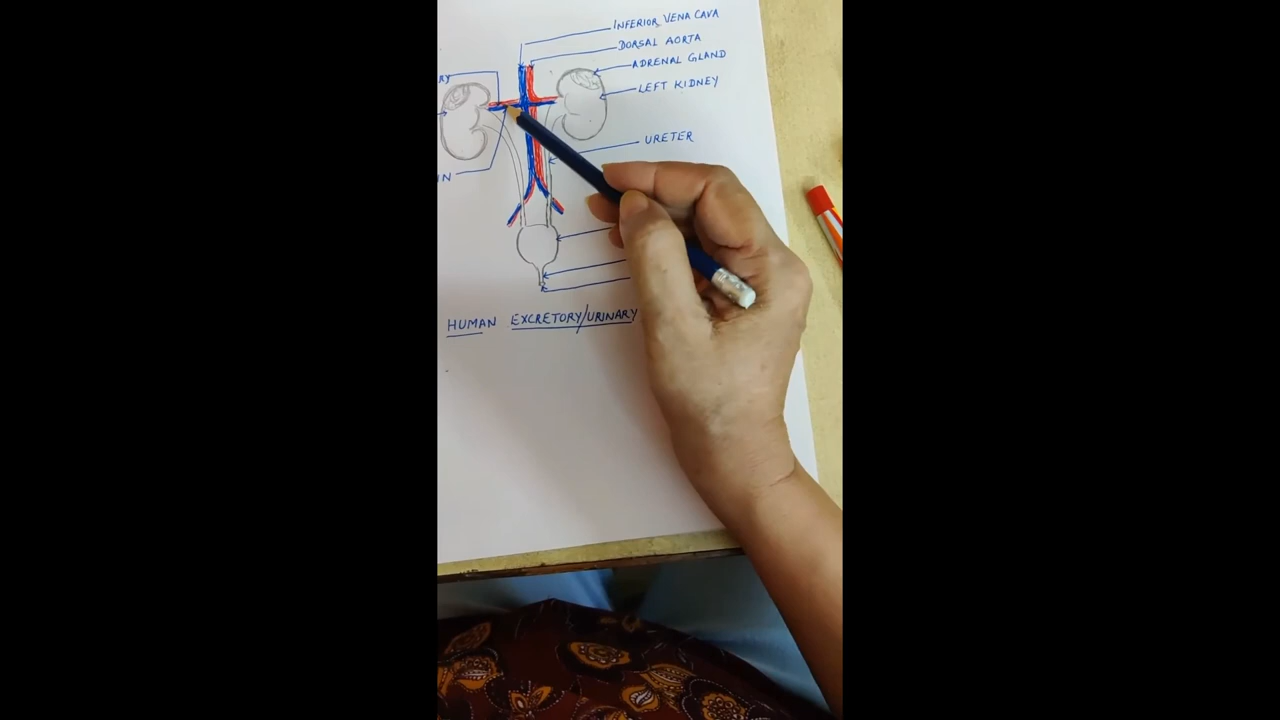 INFERIOR VENA CAVA
DORSAL AORTA
ADRENAL GLAND
LEFT KIDNEY
URETER
HUMAN EXCRETORY/URINARY